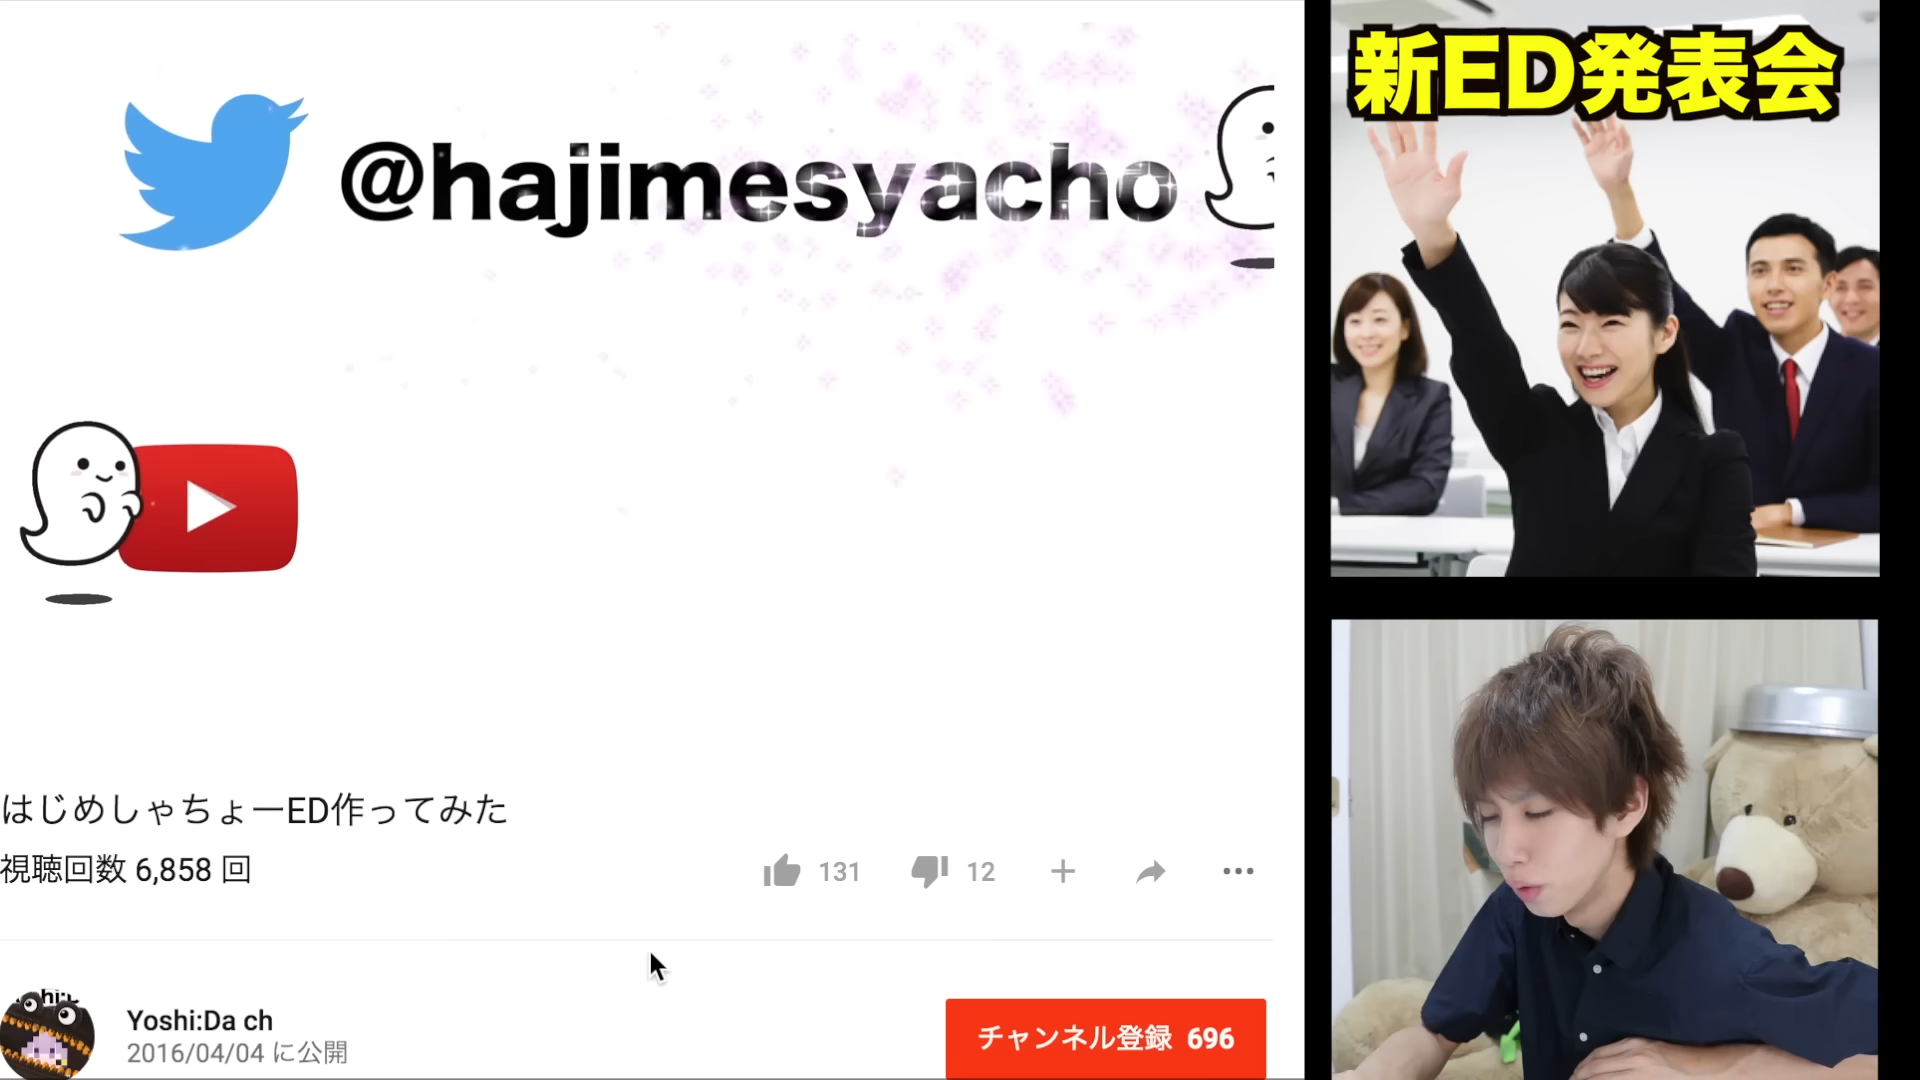 新ED発表会
@hajimesyacho
はじめしゃちょーED作ってみた
視聴回数 6,858 回
131
12
Yoshi:Da ch
2016/04/04 に公開
チャンネル登録 696